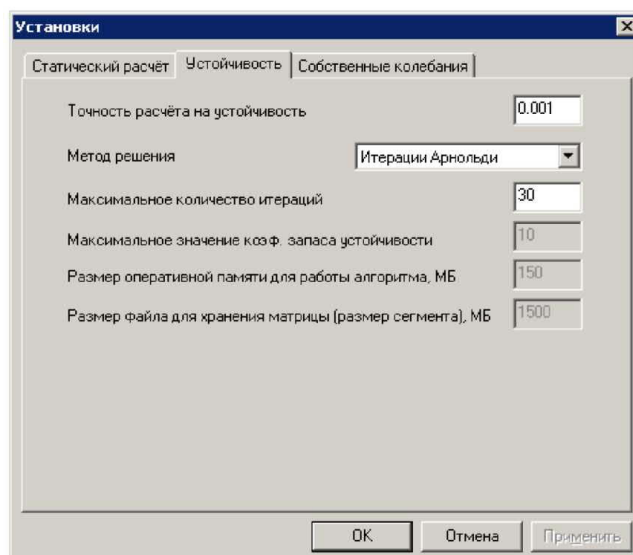 Установки
Статический расчёт Устойчивость Собственные колебания
Точность расчёта на устойчивость 0.001
Метод решения Итерации Арнольди
Максимальное количество итераций 30
Максимальное значение коэф. запаса устойчивости 10
Размер оперативной памяти для работы алгоритма, МБ 150
Размер файла для хранения матрицы (размер сегмента), МБ 1500
OK Отмена Применить